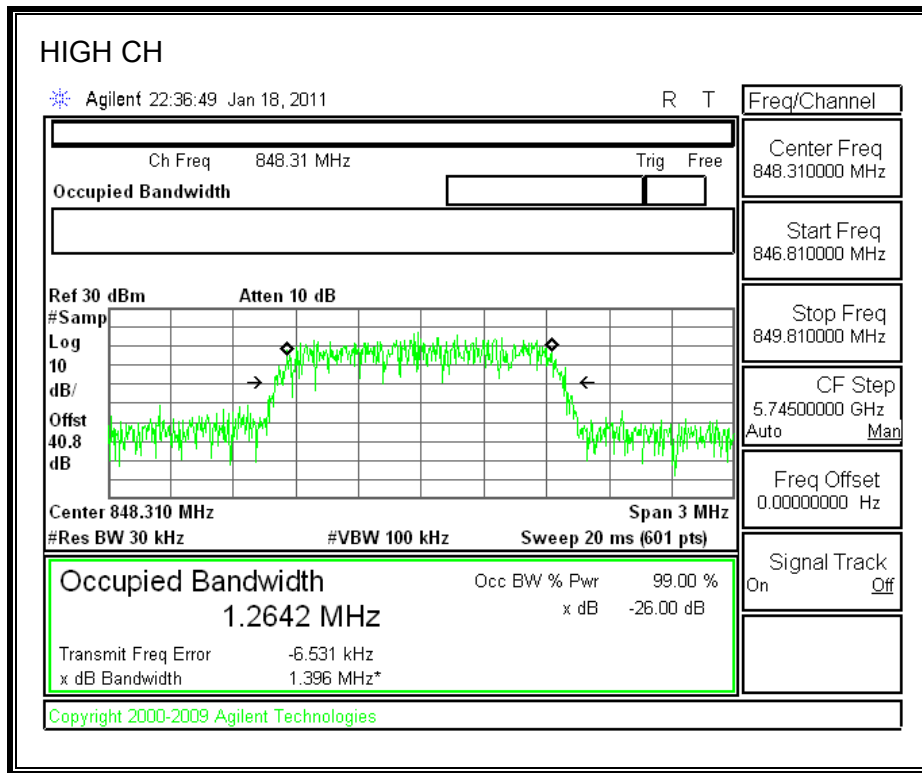 HIGH CH
Agilent 22:36:49 Jan 18, 2011 R T
Freq/Channel
Ch Freq 848.31 MHz Trig Free
Occupied Bandwidth
Center Freq
848.310000 MHz
Start Freq
846.810000 MHz
Stop Freq
849.810000 MHz
CF Step
5.74500000 GHz
Auto Man
Freq Offset
0.00000000 Hz
Signal Track
On Off
Ref 30 dBm Atten 10 dB
#Samp
Log
10
dB/
Offst
40.8
dB
Center 848.310 MHz Span 3 MHz
#Res BW 30 kHz #VBW 100 kHz Sweep 20 ms (601 pts)
Occupied Bandwidth Occ BW % Pwr 99.00 %
1.2642 MHz x dB -26.00 dB
Transmit Freq Error -6.531 kHz
x dB Bandwidth 1.396 MHz*
Copyright 2000-2009 Agilent Technologies